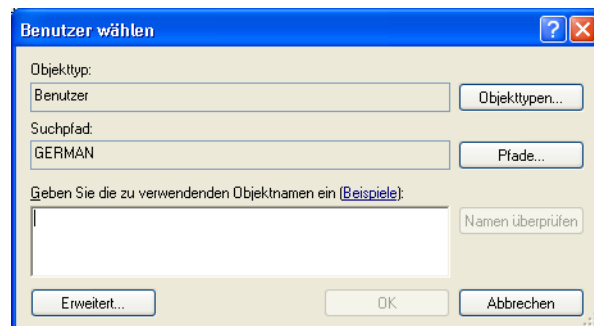 Benutzer wählen
Objekttyp:
Benutzer
Objekttypen...
Suchpfad:
GERMAN
Pfade...
Geben Sie die zu verwendenden Objektnamen ein (Beispiele):
Namen überprüfen
Erweitert...
OK
Abbrechen